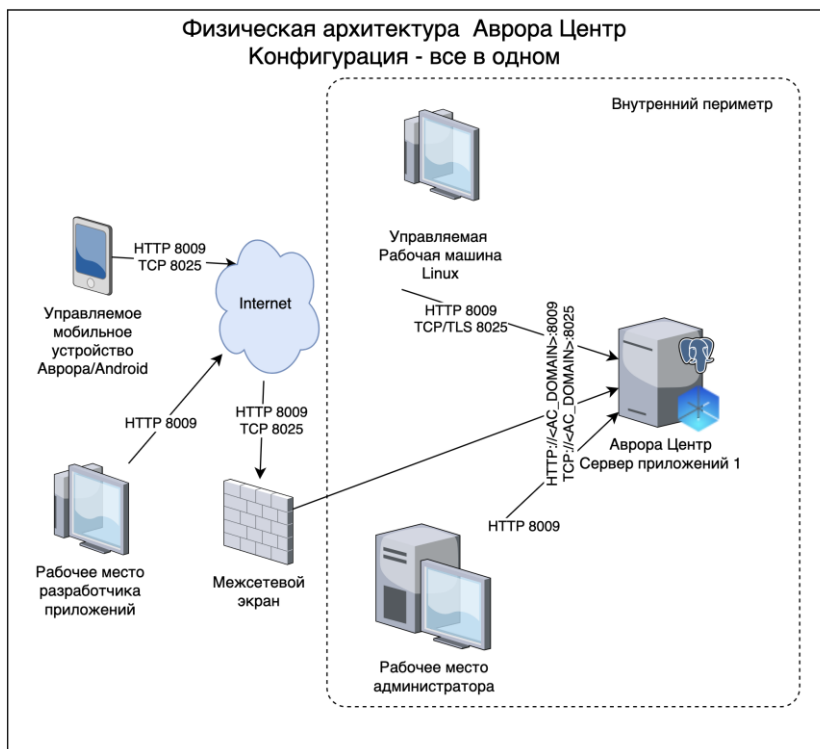 Физическая архитектура Аврора Центр
Конфигурация - все в одном
Внутренний периметр
Управляемая
Рабочая машина
Linux
HTTP 8009
TCP 8025
Internet
Управляемое
мобильное
устройство
Аврора/Android
HTTP 8009
TCP/TLS 8025
HTTP://<AC_DOMAIN>:8009
TCP://<AC_DOMAIN>:8025
HTTP 8009
HTTP 8009
TCP 8025
Аврора Центр
Сервер приложений 1
HTTP 8009
Рабочее место
разработчика
приложений
Межсетевой
экран
Рабочее место
администратора